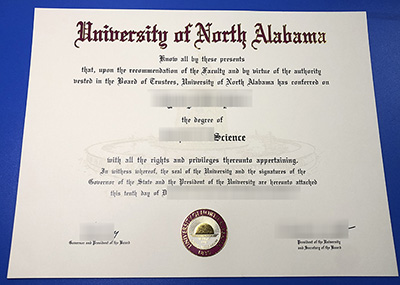 University of North Alabama
Know all by these presents
that, upon the recommendation of the Faculty and by virtue of the authority
vested in the Board of Trustees, University of North Alabama has conferred on
the degree of
Science
with all the rights and privileges thereunto appertaining.
In witness whereof, the seal of the University and the signatures of the
Governor of the State and the President of the University are hereunto attached
this tenth day of D
Governor and President of the Board
President of the University
and Secretary of the Board